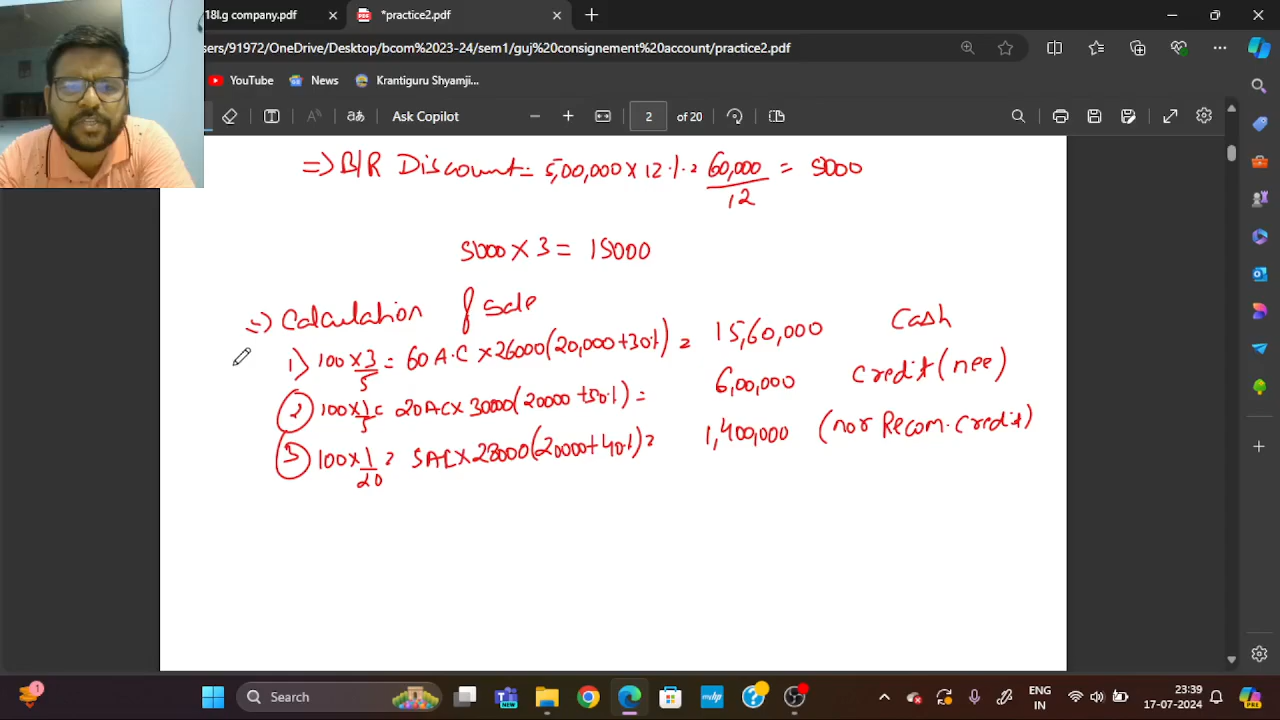 18l.g company.pdf
*practice2.pdf
sers/91972/OneDrive/Desktop/bcom%2023-24/sem1/guj%20consignement%20account/practice2.pdf
YouTube News Krantiguru Shyamji...
Ask Copilot 2 of 20
=> B/R Discount = 5,00,000 x 12 % = 60,000/12 = 5000
5000 x 3 = 15000
=> Calculation of sale
1) 100 x 3/5 = 60 A.C x 26000 (20,000+30%) = 15,60,000 Cash
2 100 x 1/5 = 20 AC x 30000 (20000 +50%) = 6,00,000 credit (nee)
3 100 x 1/20 = 5 AC x 28000 (20000+40%) = 1,400,000 (nor Recom. Credit)
Search
ENG
IN
23:39
17-07-2024